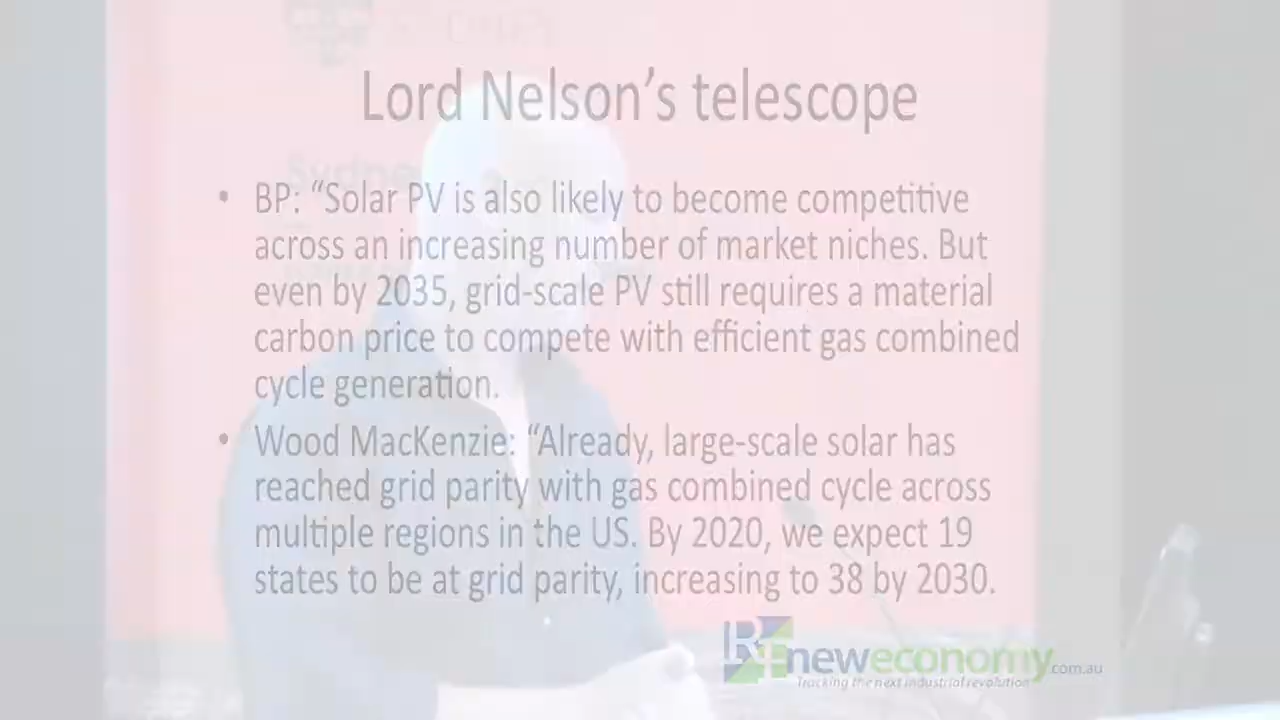 Lord Nelson's telescope
Sydne
• BP: “Solar PV is also likely to become competitive
across an increasing number of market niches. But
even by 2035, grid-scale PV still requires a material
carbon price to compete with efficient gas combined
cycle generation.
• Wood MacKenzie: “Already, large-scale solar has
reached grid parity with gas combined cycle across
multiple regions in the US. By 2020, we expect 19
states to be at grid parity, increasing to 38 by 2030.
REneweconomy.com.au
Tracking the next industrial revolution